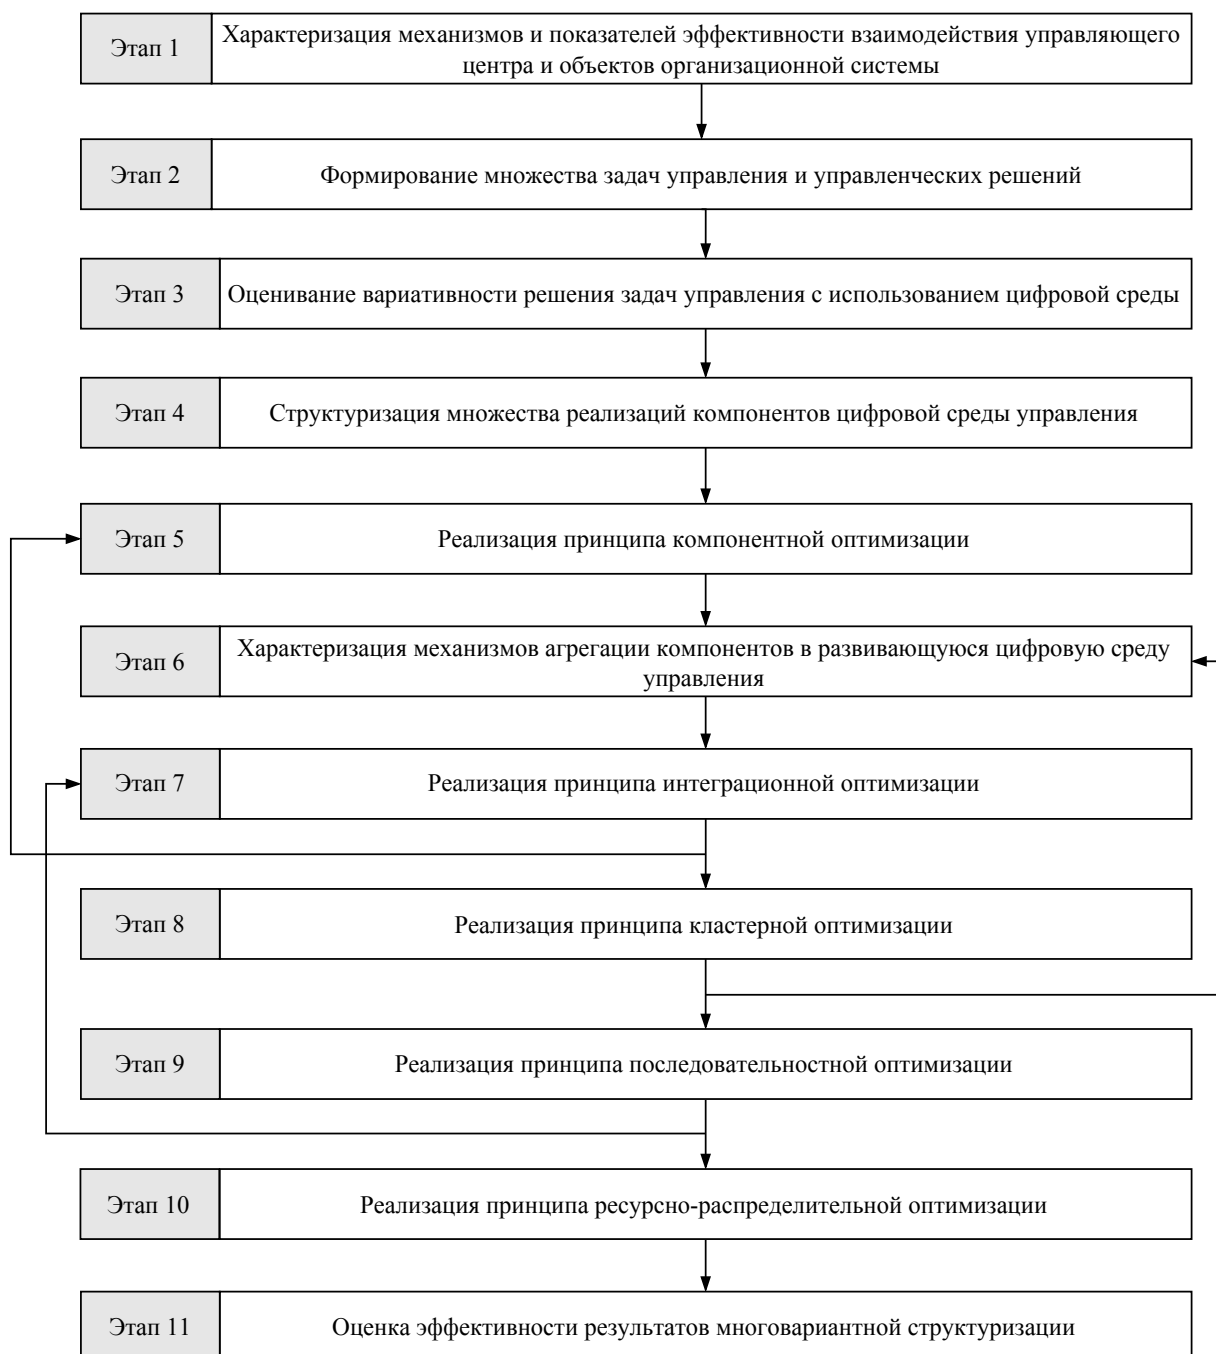 Этап 1
Характеризация механизмов и показателей эффективности взаимодействия управляющего
центра и объектов организационной системы
Этап 2
Формирование множества задач управления и управленческих решений
Этап 3
Оценивание вариативности решения задач управления с использованием цифровой среды
Этап 4
Структуризация множества реализаций компонентов цифровой среды управления
Этап 5
Реализация принципа компонентной оптимизации
Этап 6
Характеризация механизмов агрегации компонентов в развивающуюся цифровую среду
управления
Этап 7
Реализация принципа интеграционной оптимизации
Этап 8
Реализация принципа кластерной оптимизации
Этап 9
Реализация принципа последовательностной оптимизации
Этап 10
Реализация принципа ресурсно-распределительной оптимизации
Этап 11
Оценка эффективности результатов многовариантной структуризации